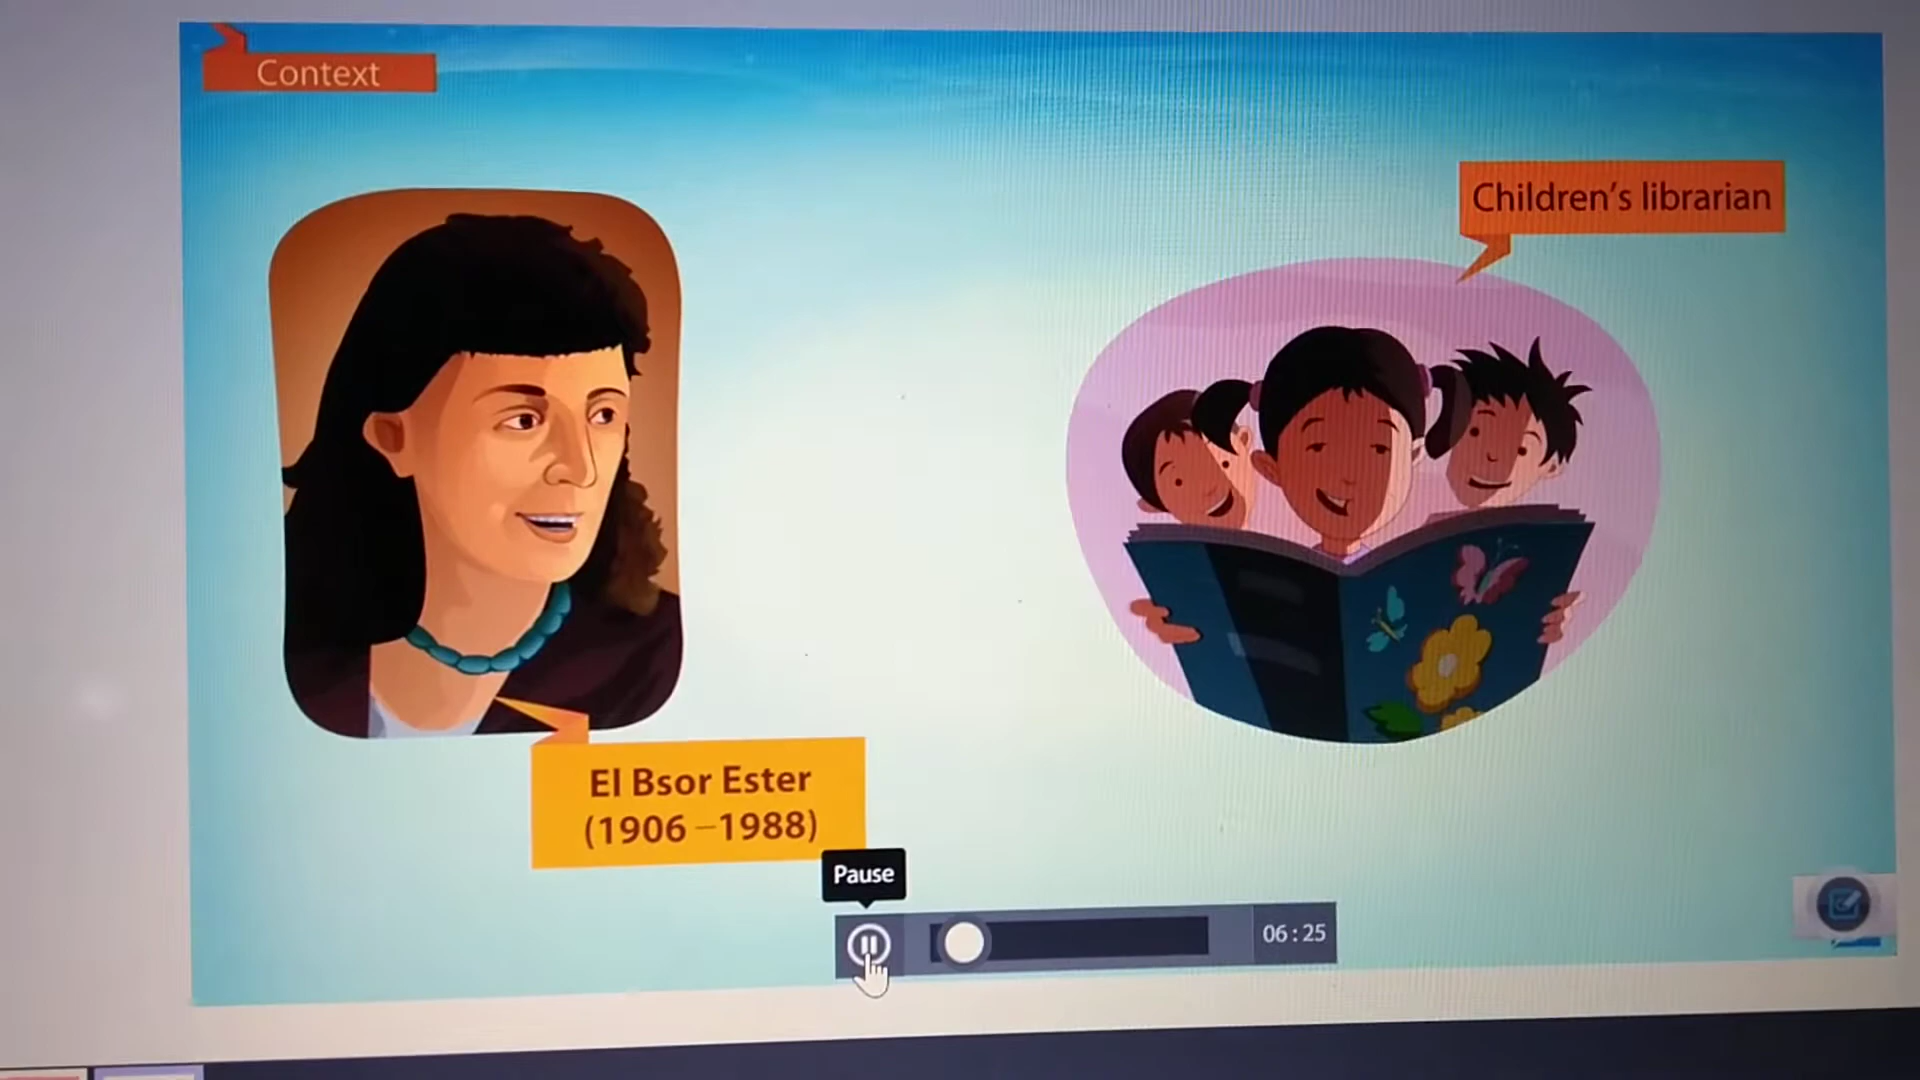 Context
Children's librarian
El Bsor Ester
(1906 –1988)
Pause
06:25